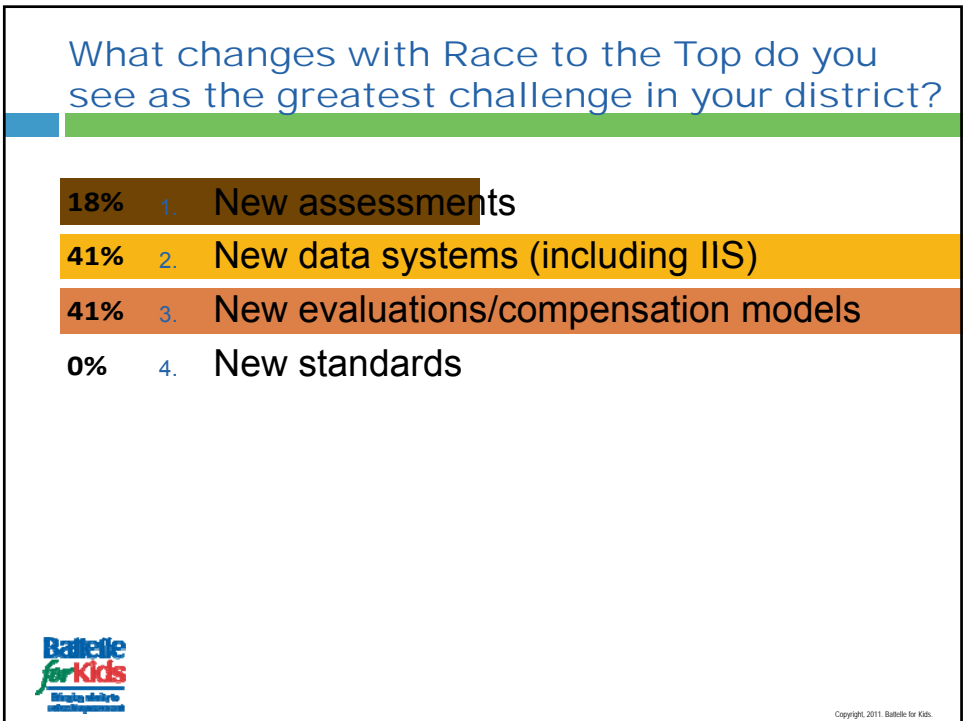 What changes with Race to the Top do you
see as the greatest challenge in your district?
18% 1. New assessments
41% 2. New data systems (including IIS)
41% 3. New evaluations/compensation models
0% 4. New standards
Battelle
for Kids
Copyright, 2011. Battelle for Kids.